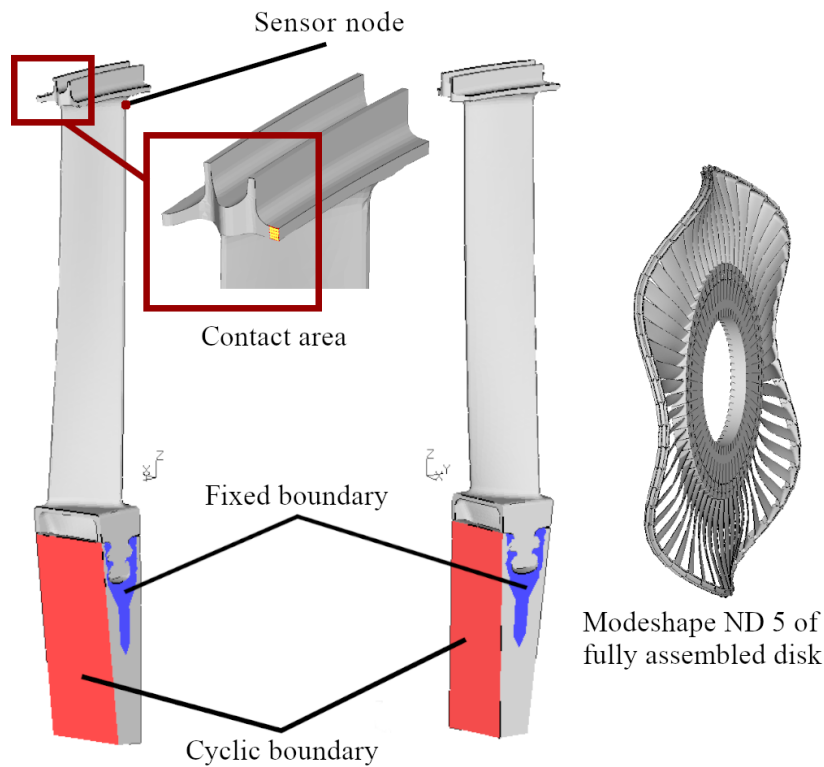 Sensor node
Contact area
Z
X
Z
X Y
Fixed boundary
Modeshape ND 5 of
fully assembled disk
Cyclic boundary